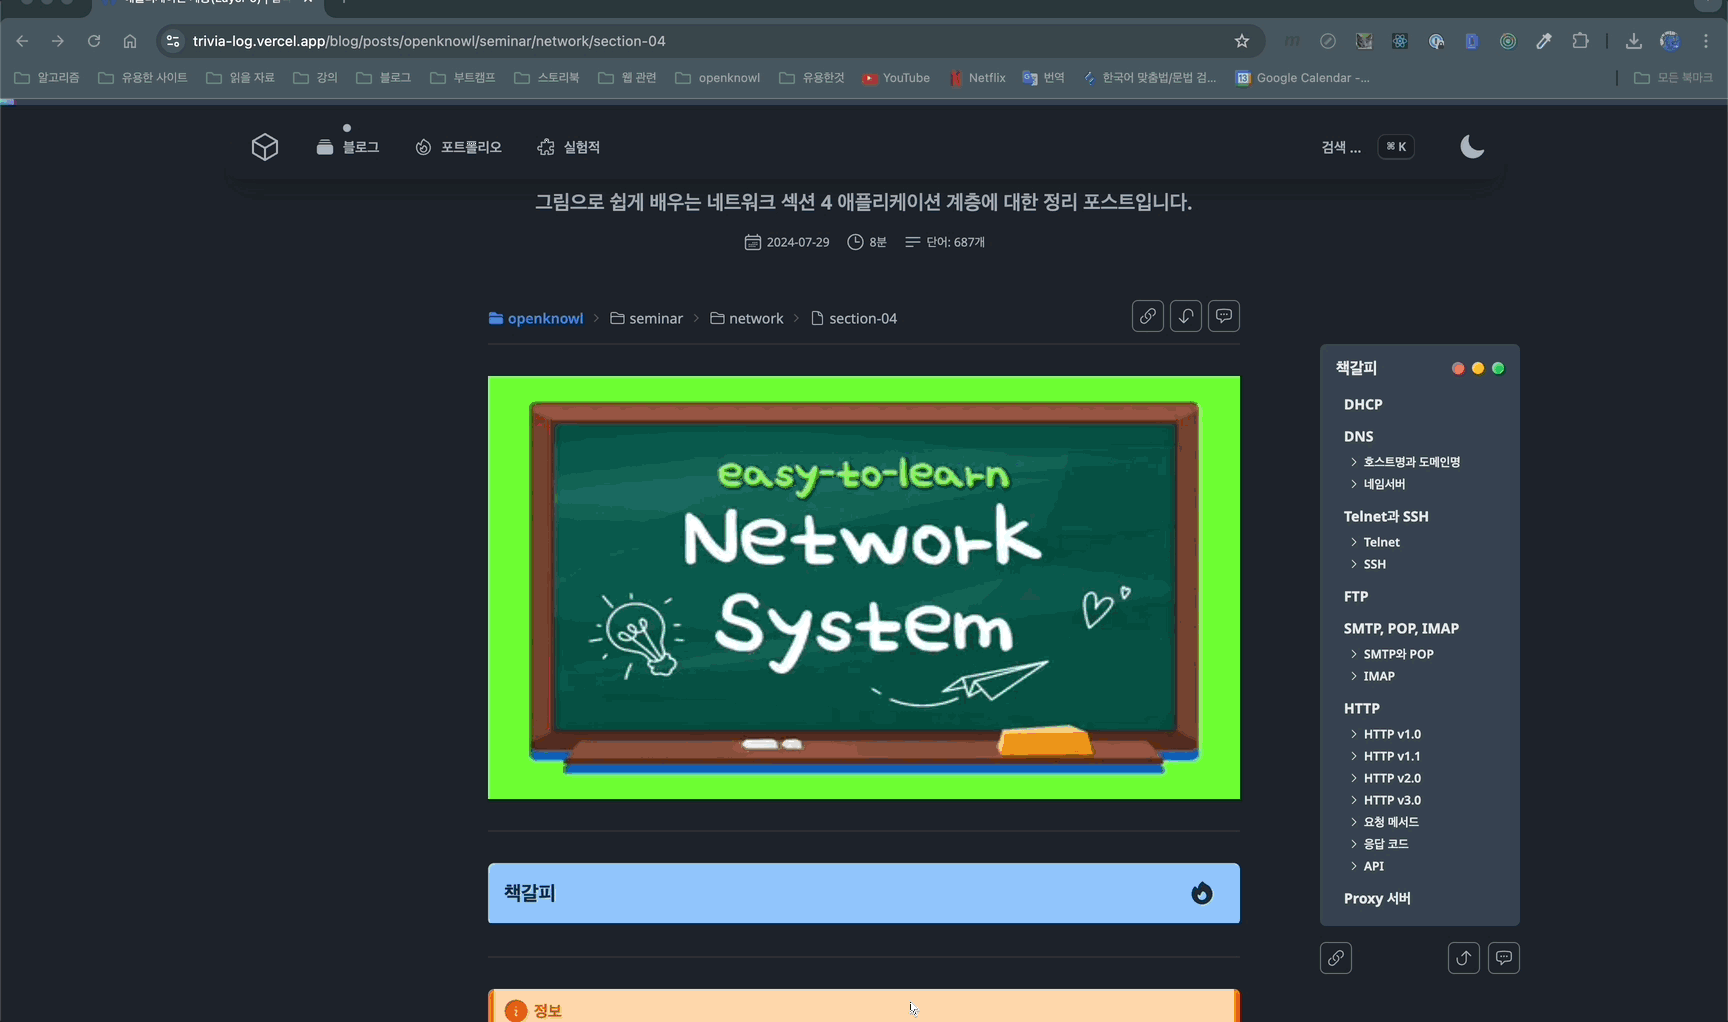 trivia-log.vercel.app/blog/posts/openknowl/seminar/network/section-04
알고리즘
유용한 사이트
읽을 자료
강의
블로그
부트캠프
스토리북
웹 관련
openknowl
유용한것
YouTube
Netflix
번역
한국어 맞춤법/문법 검...
Google Calendar -...
모든 북마크
블로그
포트폴리오
실험적
검색 ...
⌘ K
그림으로 쉽게 배우는 네트워크 섹션 4 애플리케이션 계층에 대한 정리 포스트입니다.
2024-07-29
8분
단어: 687개
openknowl
seminar
network
section-04
easy-to-learn
Network
System
책갈피
정보
책갈피
DHCP
DNS
호스트명과 도메인명
네임서버
Telnet과 SSH
Telnet
SSH
FTP
SMTP, POP, IMAP
SMTP와 POP
IMAP
HTTP
HTTP v1.0
HTTP v1.1
HTTP v2.0
HTTP v3.0
요청 메서드
응답 코드
API
Proxy 서버